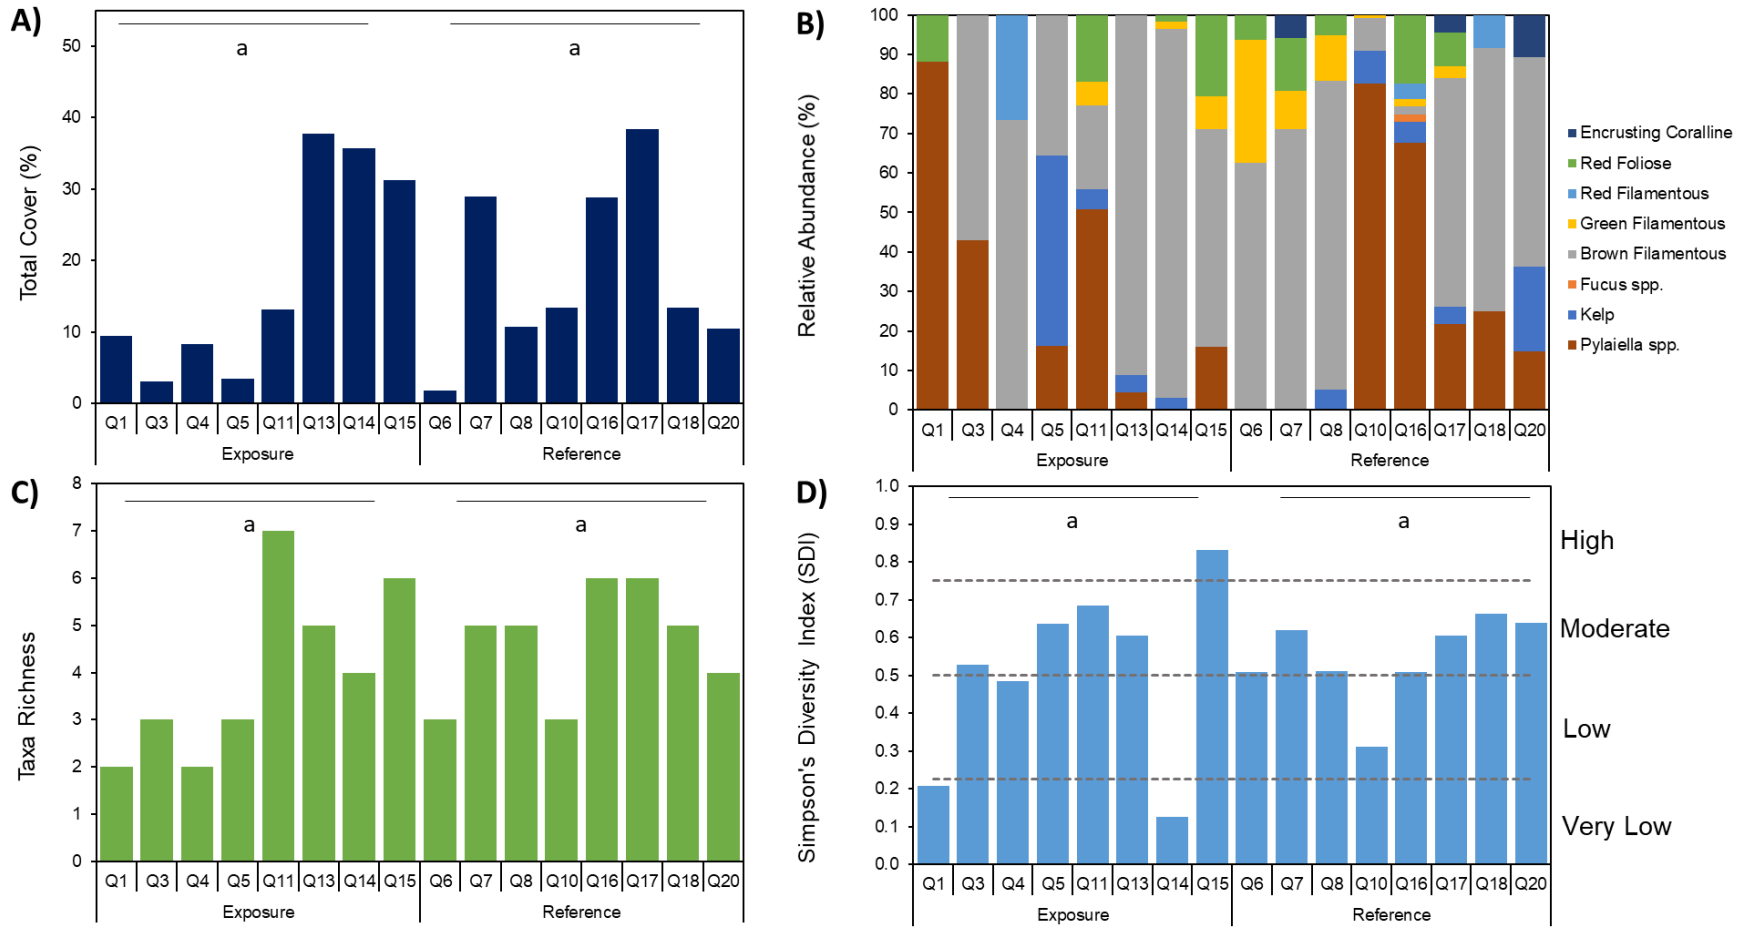 A)
a
a
Total Cover (%)
50
40
30
20
10
0
Q1 Q3 Q4 Q5 Q11 Q13 Q14 Q15 Q6 Q7 Q8 Q10 Q16 Q17 Q18 Q20
Exposure Reference
B)
Relative Abundance (%)
100
90
80
70
60
50
40
30
20
10
0
Q1 Q3 Q4 Q5 Q11 Q13 Q14 Q15 Q6 Q7 Q8 Q10 Q16 Q17 Q18 Q20
Exposure Reference
Encrusting Coralline
Red Foliose
Red Filamentous
Green Filamentous
Brown Filamentous
Fucus spp.
Kelp
Pylaiella spp.
C)
a
a
Taxa Richness
8
7
6
5
4
3
2
1
0
Q1 Q3 Q4 Q5 Q11 Q13 Q14 Q15 Q6 Q7 Q8 Q10 Q16 Q17 Q18 Q20
Exposure Reference
D)
a
a
Simpson's Diversity Index (SDI)
1.0
0.9
0.8
0.7
0.6
0.5
0.4
0.3
0.2
0.1
0.0
Q1 Q3 Q4 Q5 Q11 Q13 Q14 Q15 Q6 Q7 Q8 Q10 Q16 Q17 Q18 Q20
Exposure Reference
High
Moderate
Low
Very Low